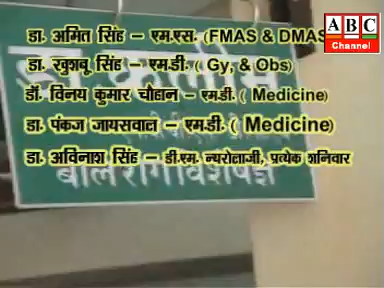 ABC
Channel
डा. अमित सिंह – एम.एस. (FMAS & DMAS
डा. खुशबू सिंह – एम.डी. ( Gy, & Obs)
डॉ. विनय कुमार चौहान – एम.डी. ( Medicine)
डा. पंकज जायसवाल – एम.डी. ( Medicine)
डा. अविनाश सिंह – डी.एम. न्यरोलाजी, प्रत्येक शनिवार
बाल रोग विशेषज्ञ